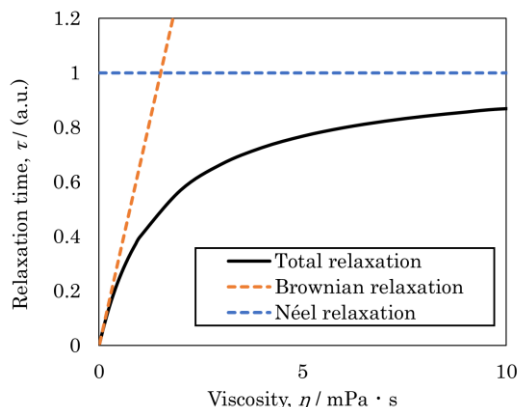 1.2
1
0.8
0.6
0.4
0.2
0
Relaxation time, τ / (a.u.)
Total relaxation
Brownian relaxation
Néel relaxation
0
5
10
Viscosity, η / mPa・s